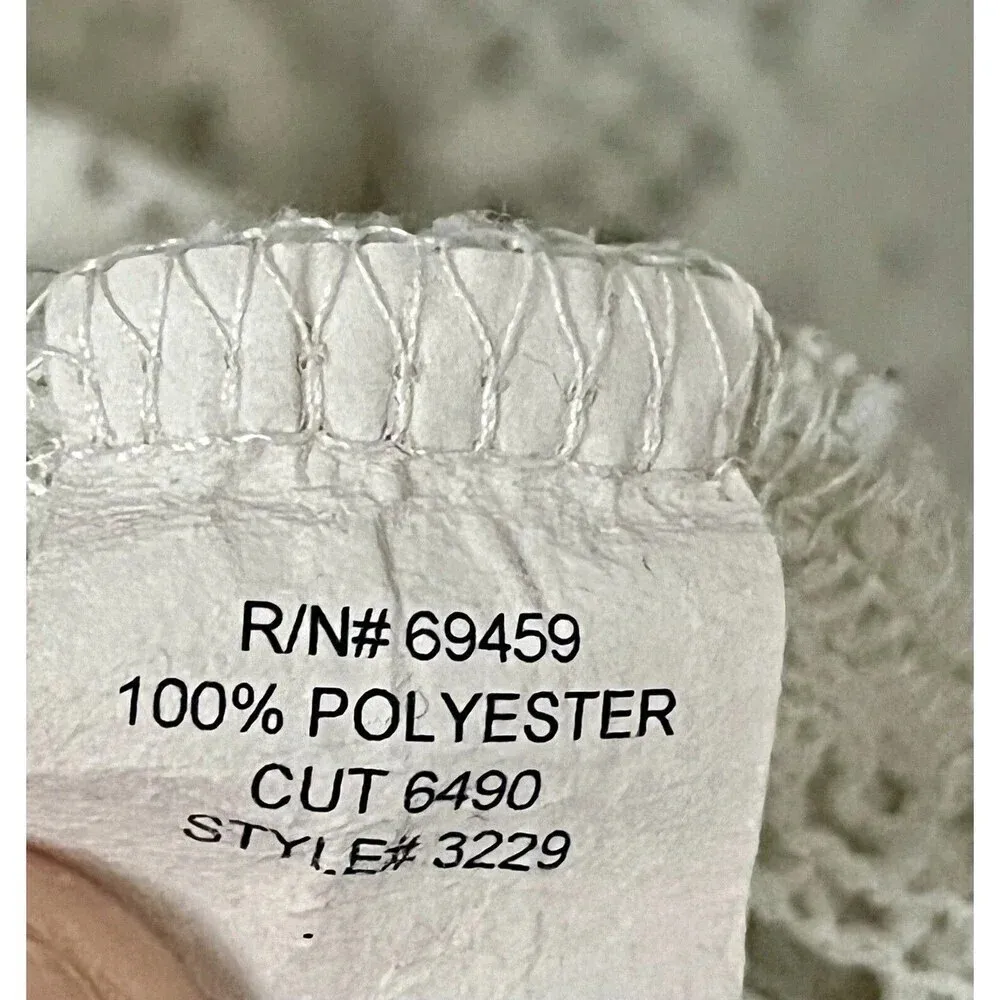 R/N# 69459
100% POLYESTER
CUT 6490
STYLE# 3229